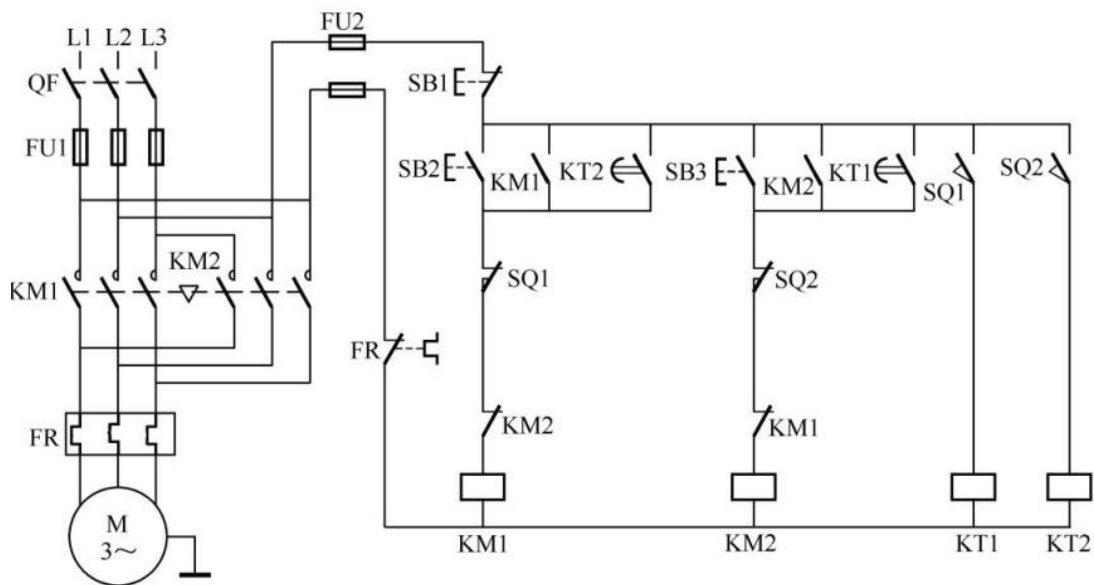 L1 L2 L3
FU2
QF
SB1
FU1
SB2
KM1
KT2
SB3
KM2
KT1
SQ1
SQ2
KM2
KM1
SQ1
SQ2
FR
KM2
KM1
FR
M
3～
KM1
KM2
KT1
KT2